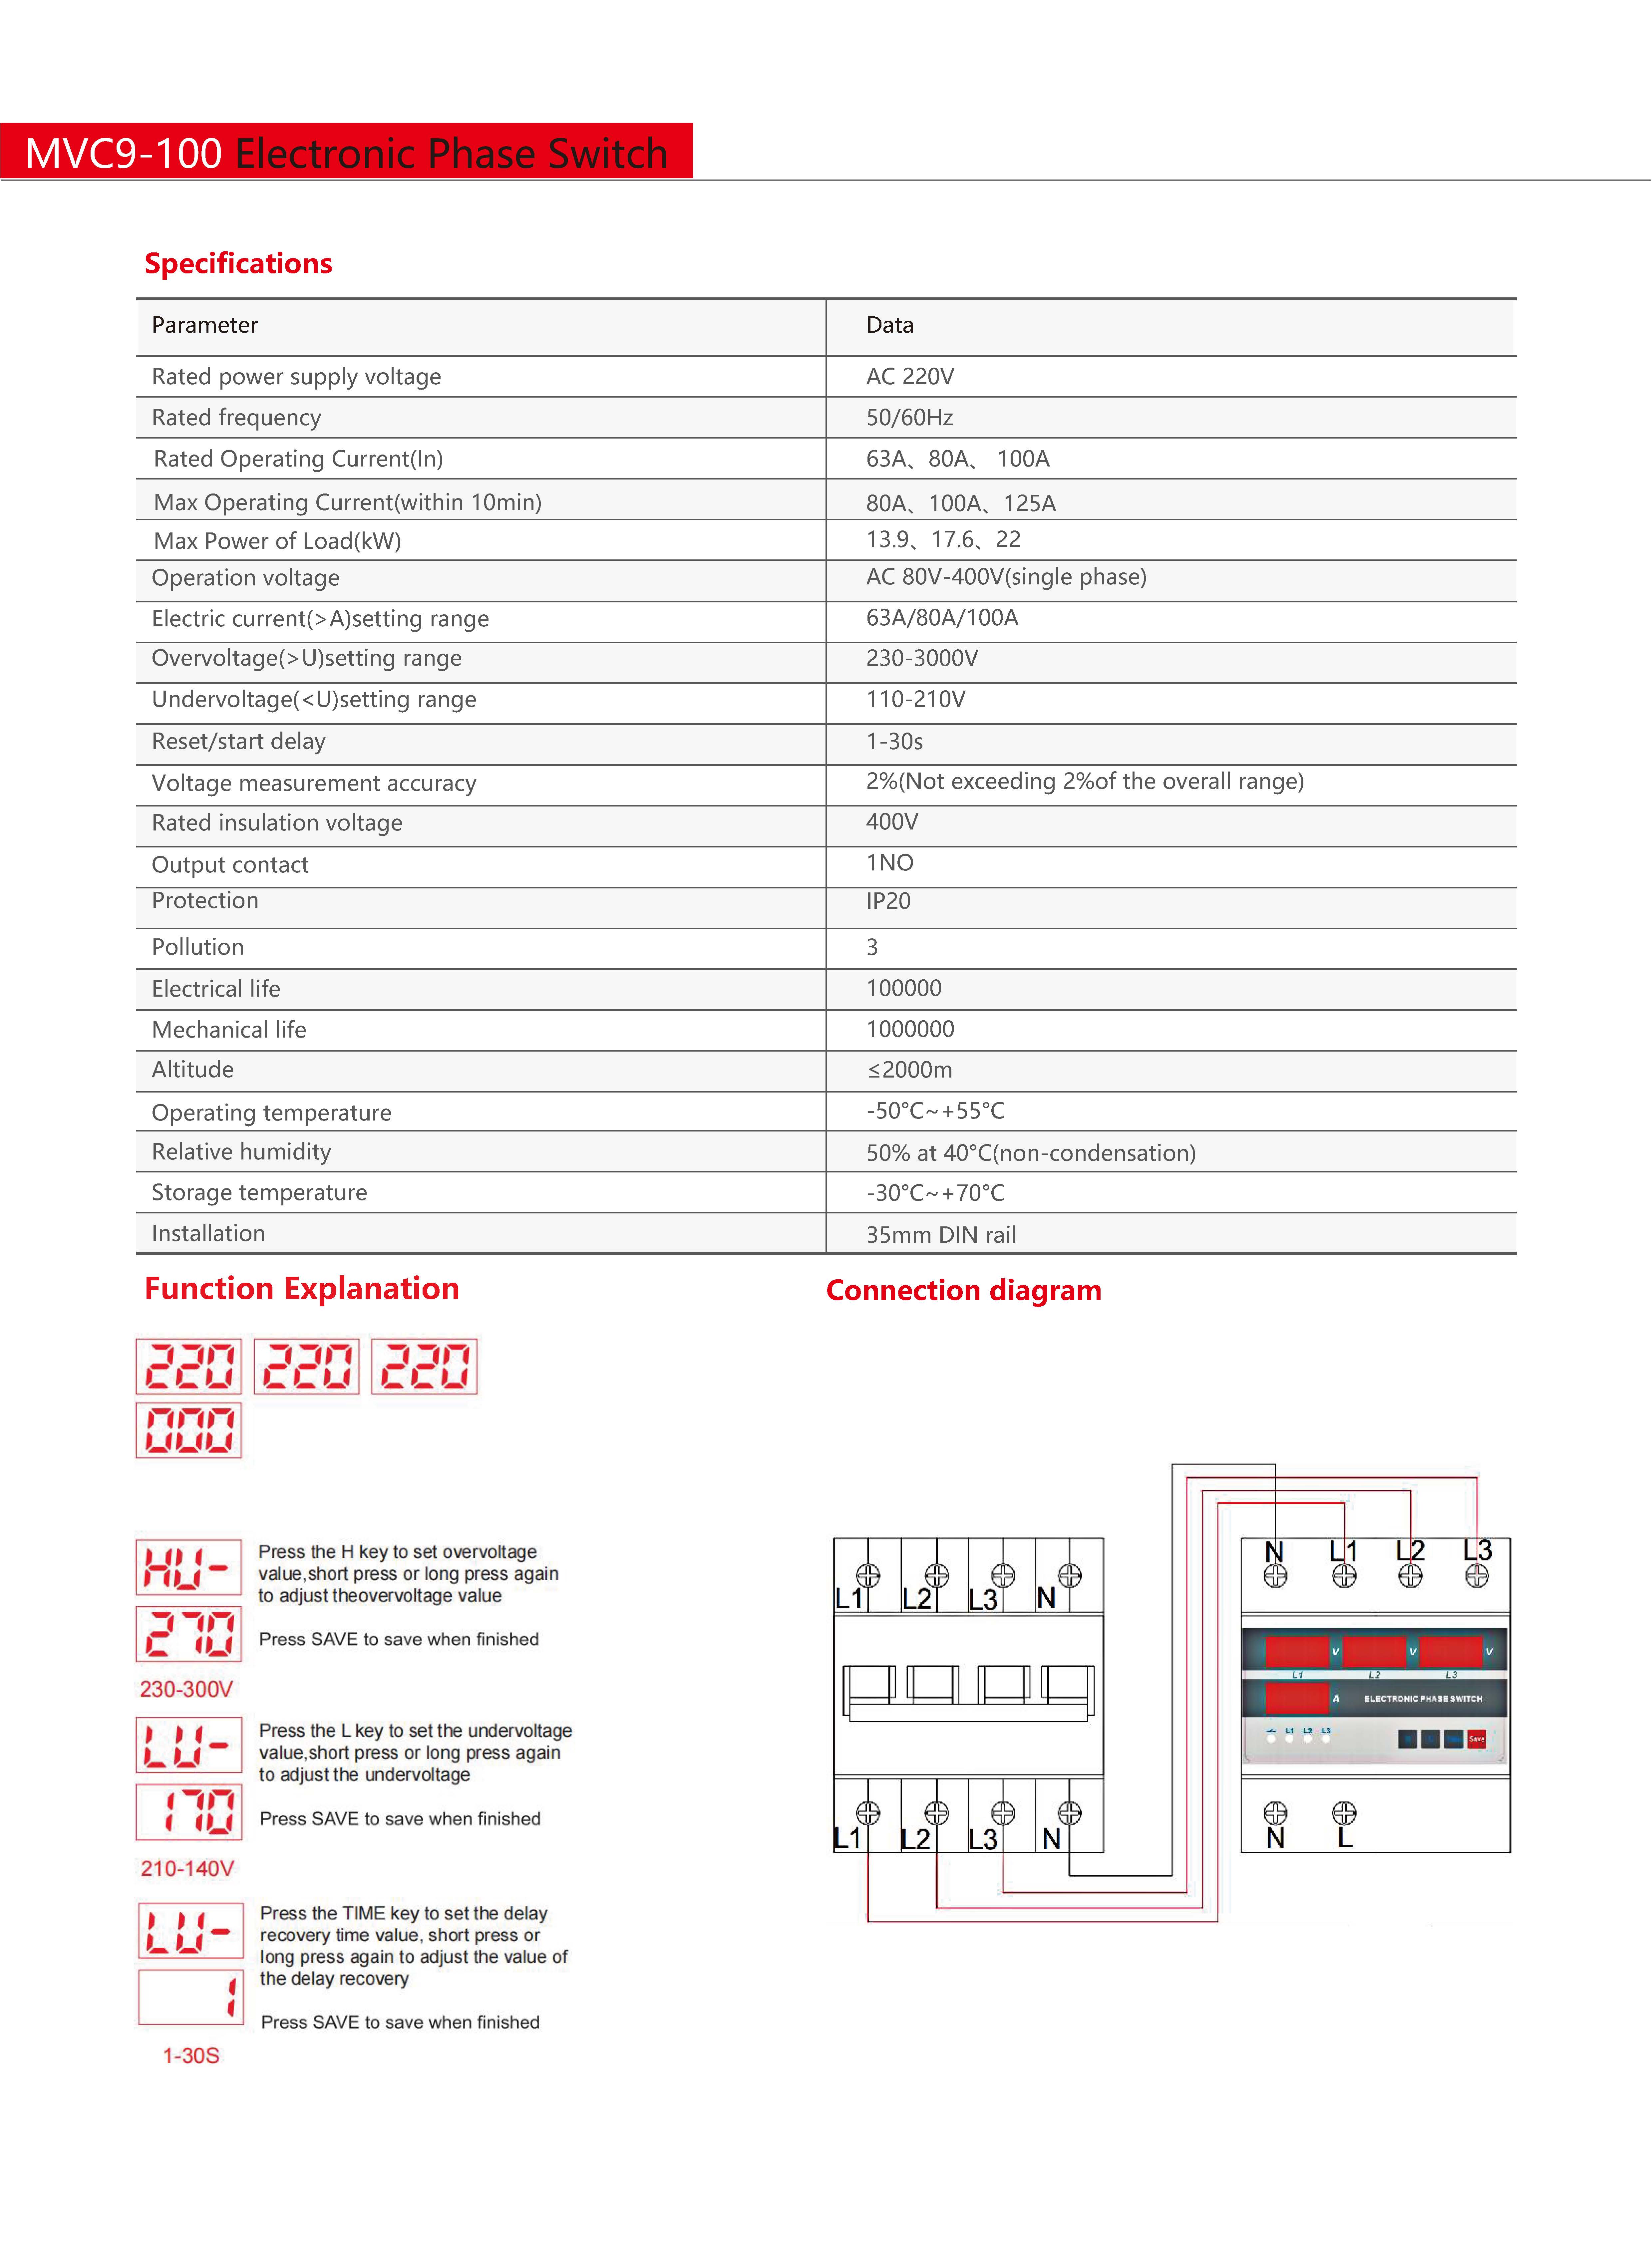 MVC9-100 Electronic Phase Switch
Specifications
Parameter Data
Rated power supply voltage AC 220V
Rated frequency 50/60Hz
Rated Operating Current(In) 63A、80A、 100A
Max Operating Current(within 10min) 80A、100A、125A
Max Power of Load(kW) 13.9、17.6、22
Operation voltage AC 80V-400V(single phase)
Electric current(>A)setting range 63A/80A/100A
Overvoltage(>U)setting range 230-3000V
Undervoltage(<U)setting range 110-210V
Reset/start delay 1-30s
Voltage measurement accuracy 2%(Not exceeding 2%of the overall range)
Rated insulation voltage 400V
Output contact 1NO
Protection IP20
Pollution 3
Electrical life 100000
Mechanical life 1000000
Altitude ≤2000m
Operating temperature -50°C~+55°C
Relative humidity 50% at 40°C(non-condensation)
Storage temperature -30°C~+70°C
Installation 35mm DIN rail
Function Explanation
220 220 220
000
HU-
Press the H key to set overvoltage
value,short press or long press again
to adjust theovervoltage value
270
Press SAVE to save when finished
230-300V
LU-
Press the L key to set the undervoltage
value,short press or long press again
to adjust the undervoltage
170
Press SAVE to save when finished
210-140V
LU-
Press the TIME key to set the delay
recovery time value, short press or
long press again to adjust the value of
the delay recovery
1
Press SAVE to save when finished
1-30S
Connection diagram
L1 L2 L3 N
L1 L2 L3 N
N L1 L2 L3
V V V
L1 L2 L3
A ELECTRONIC PHASE SWITCH
L1 L2 L3
Save
N L